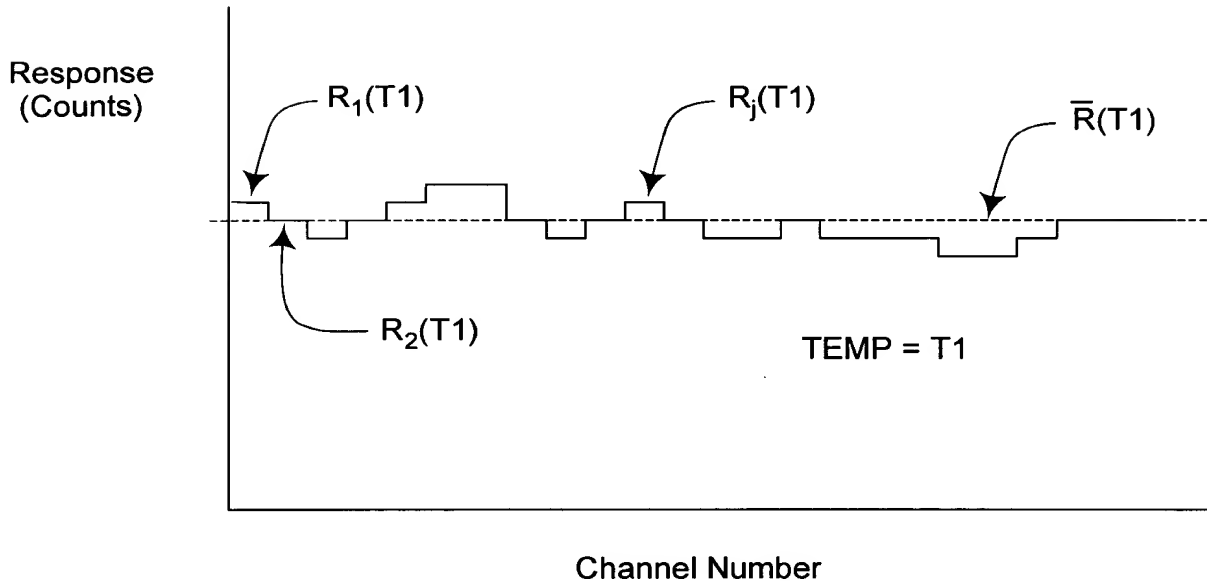 Response
(Counts)
R₁(T1)
Rⱼ(T1)
R̅(T1)
R₂(T1)
TEMP = T1
Channel Number